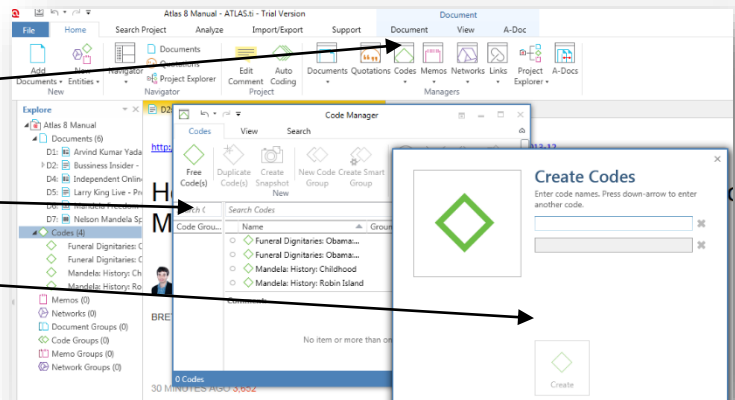 Atlas 8 Manual - ATLAS.ti - Trial Version
Document
File Home Search Project Analyze Import/Export Support Document View A-Doc
Add Documents
New Entities
Navigator
Documents
Quotations
Project Explorer
Edit Comment
Auto Coding
Documents Quotations Codes Memos Networks Links Project Explorer A-Docs
New Navigator Project Managers
Explore
Atlas 8 Manual
Documents (6)
D1: Arvind Kumar Yada
D2: Bussiness Insider -
D4: Independent Onlin
D5: Larry King Live - Pr
D6: Mandela Freedom
D7: Nelson Mandela Sp
Codes (4)
Funeral Dignitaries: C
Funeral Dignitaries: C
Mandela: History: Ch
Mandela: History: Ro
Memos (0)
Networks (0)
Document Groups (0)
Code Groups (0)
Memo Groups (0)
Network Groups (0)
http:
H
M
BRE
30 MINUTES AGO 3,652
2013-12
Code Manager
Codes View Search
Free Code(s)
Duplicate Code(s)
Create Snapshot
New Code Group
Create Smart Group
New
Search C
Search Codes
Code Grou...
Name Groun
Funeral Dignitaries: Obama:...
Funeral Dignitaries: Obama:...
Mandela: History: Childhood
Mandela: History: Robin Island
Comment:
No item or more than on
0 Codes
Create Codes
Enter code names. Press down-arrow to enter
another code.
Create